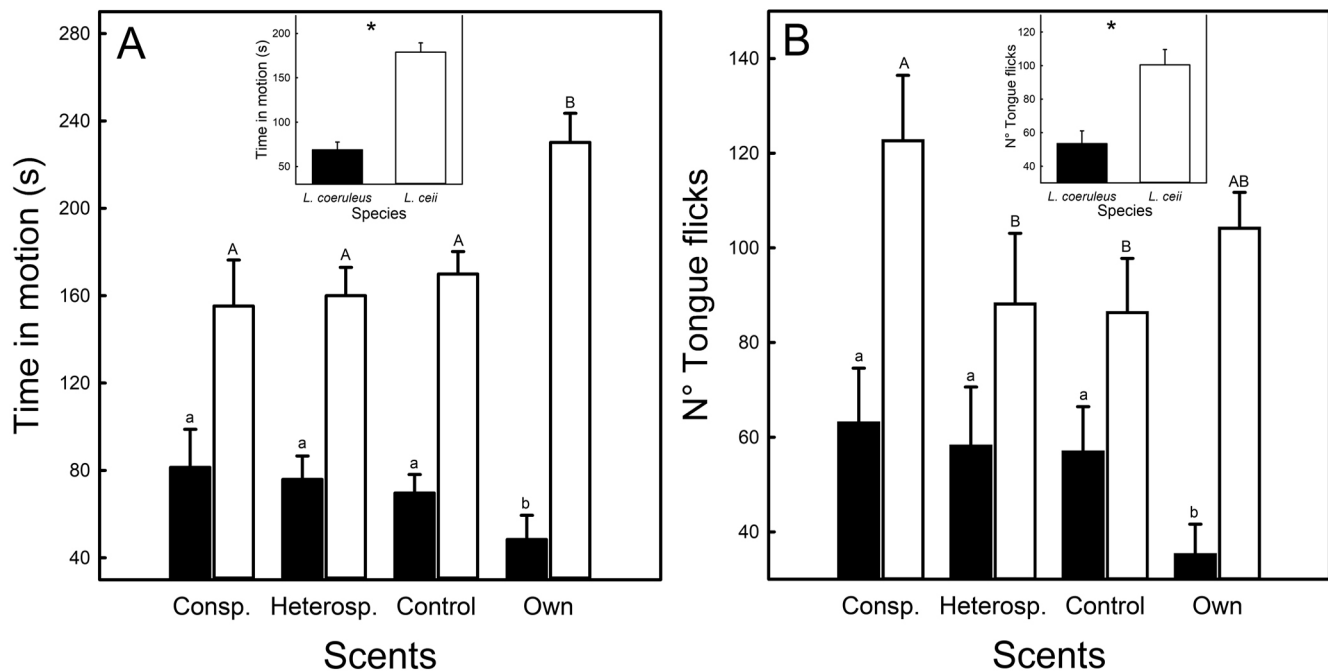 A
Time in motion (s)
280
240
200
160
120
80
40
*
Time in motion (s)
200
150
100
50
L. coeruleus
L. ceii
Species
a
A
a
A
a
A
b
B
Consp.
Heterosp.
Control
Own
Scents
B
N° Tongue flicks
140
120
100
80
60
40
*
N° Tongue flicks
120
100
80
60
40
L. coeruleus
L. ceii
Species
a
A
a
B
a
B
b
AB
Consp.
Heterosp.
Control
Own
Scents